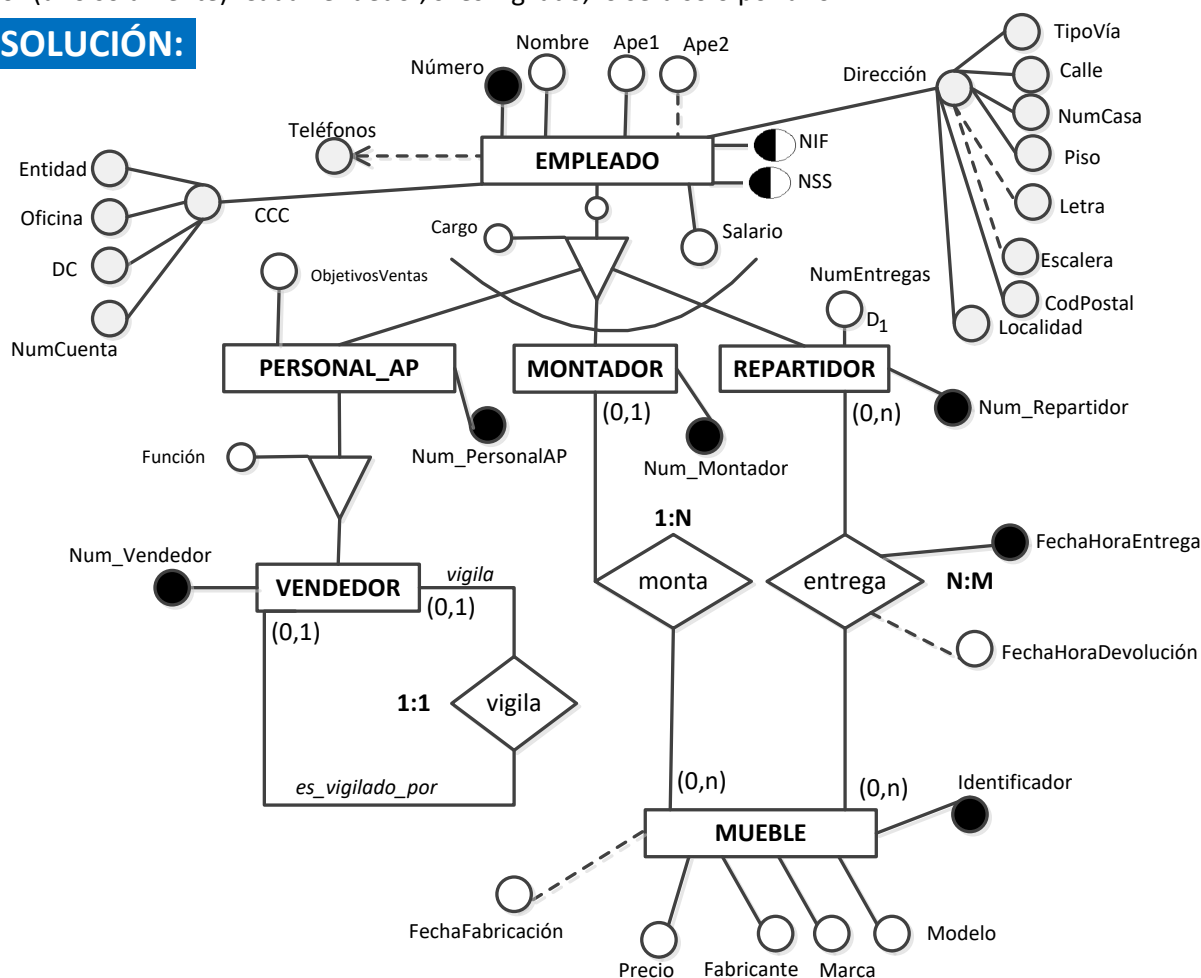 SOLUCIÓN:
Nombre
Ape1
Ape2
TipoVía
Número
Dirección
Calle
NumCasa
Teléfonos
NIF
EMPLEADO
Piso
Entidad
NSS
Letra
Oficina
CCC
Cargo
Salario
Escalera
DC
ObjetivosVentas
NumEntregas
CodPostal
D1
Localidad
NumCuenta
PERSONAL_AP
MONTADOR
REPARTIDOR
(0,1)
(0,n)
Num_Repartidor
Función
Num_PersonalAP
Num_Montador
1:N
Num_Vendedor
FechaHoraEntrega
vigila
monta
entrega
N:M
VENDEDOR
(0,1)
(0,1)
FechaHoraDevolución
1:1
vigila
es_vigilado_por
(0,n)
(0,n)
Identificador
MUEBLE
FechaFabricación
Modelo
Precio
Fabricante
Marca